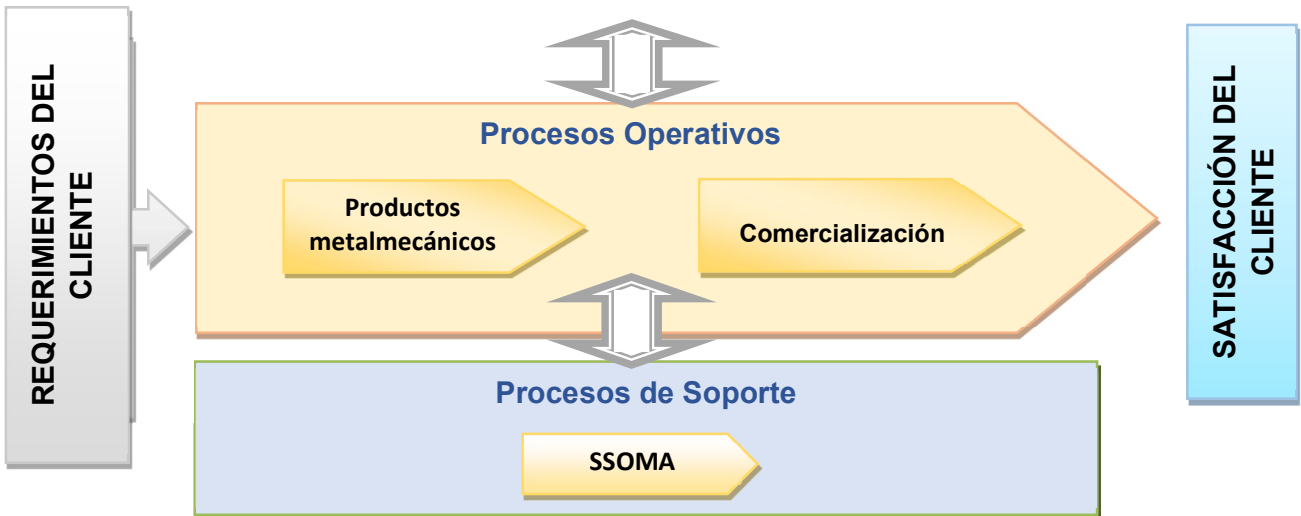 REQUERIMIENTOS DEL
CLIENTE
Procesos Operativos
Productos
metalmecánicos
Comercialización
Procesos de Soporte
SSOMA
SATISFACCIÓN DEL
CLIENTE